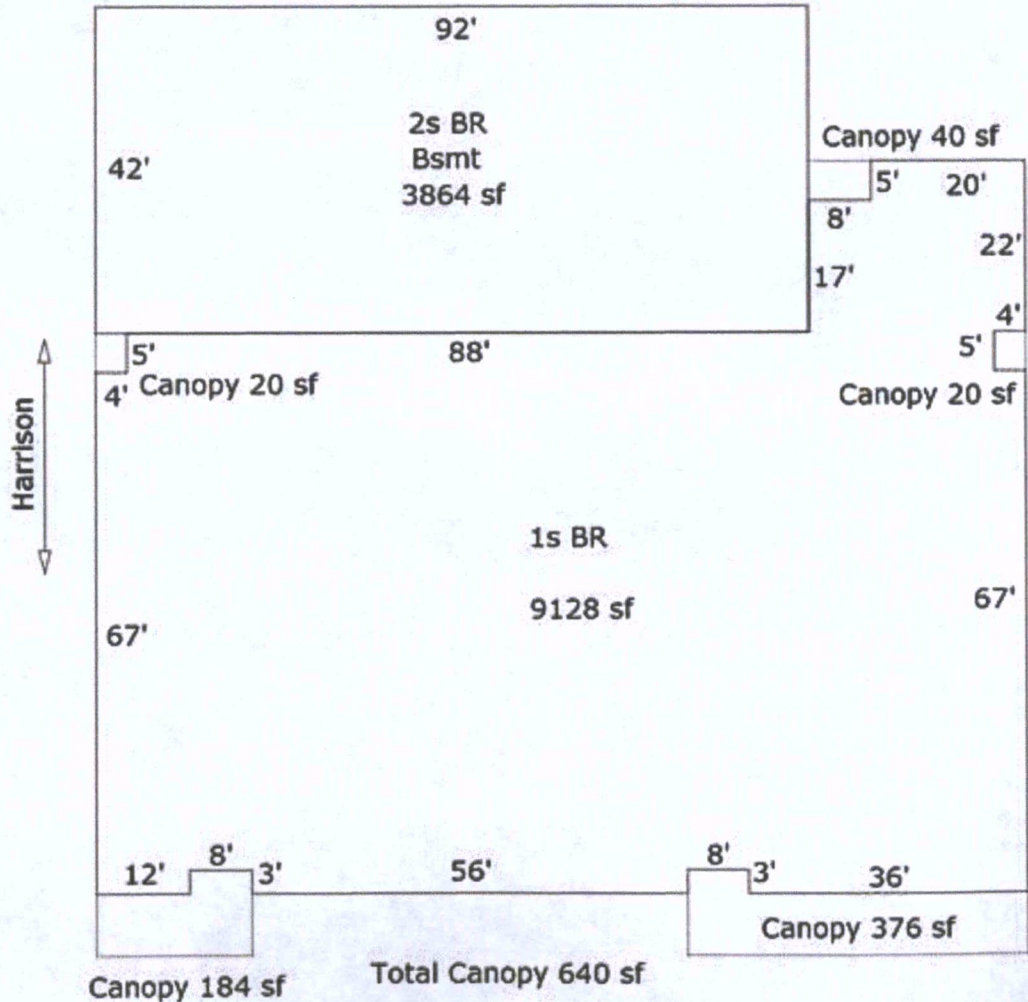 92'
2s BR
Bsmt
3864 sf
42'
Canopy 40 sf
5'
20'
8'
22'
17'
4'
5'
88'
5'
4'
Canopy 20 sf
Canopy 20 sf
Harrison
1s BR
9128 sf
67'
67'
12'
8'
3'
56'
8'
3'
36'
Canopy 376 sf
Total Canopy 640 sf
Canopy 184 sf